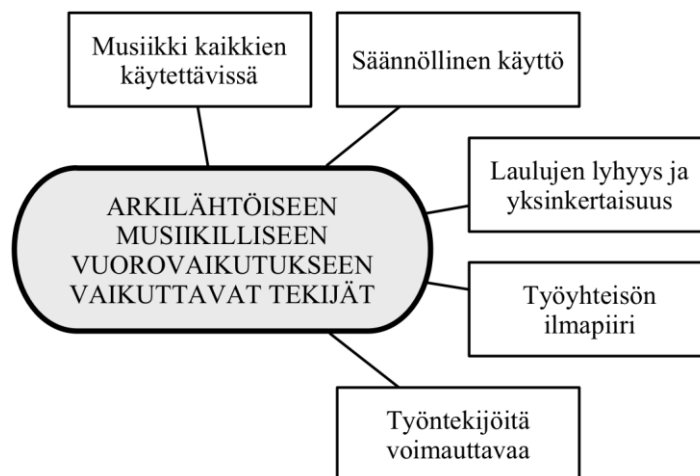 Musiikki kaikkien
käytettävissä
Säännöllinen käyttö
ARKILÄHTÖISEEN
MUSIIKILLISEEN
VUOROVAIKUTUKSEEN
VAIKUTTAVAT TEKIJÄT
Laulujen lyhyys ja
yksinkertaisuus
Työyhteisön
ilmapiiri
Työntekijöitä
voimauttavaa